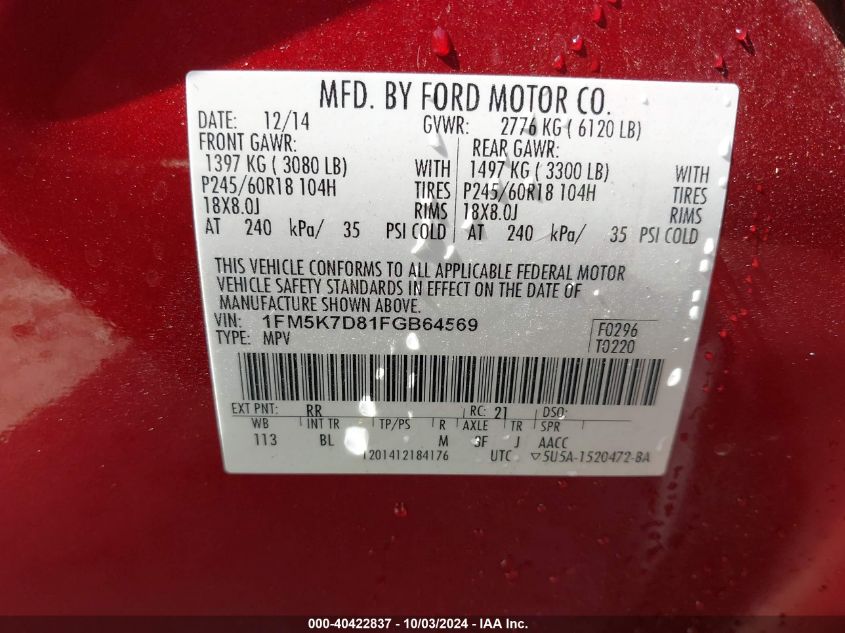 MFD. BY FORD MOTOR CO.
DATE: 12/14 GVWR: 2776 KG ( 6120 LB)
FRONT GAWR: REAR GAWR:
1397 KG ( 3080 LB) WITH 1497 KG ( 3300 LB) WITH
P245/60R18 104H TIRES P245/60R18 104H TIRES
18X8.0J RIMS 18X8.0J RIMS
AT 240 kPa/ 35 PSI COLD AT 240 kPa/ 35 PSI COLD
THIS VEHICLE CONFORMS TO ALL APPLICABLE FEDERAL MOTOR
VEHICLE SAFETY STANDARDS IN EFFECT ON THE DATE OF
MANUFACTURE SHOWN ABOVE.
VIN: 1FM5K7D81FGB64569 F0296
TYPE: MPV T0220
EXT PNT: RR RC: 21 DSO:
WB INT TR TP/PS R AXLE TR SPR
113 BL M 3F J AACC
1201412184176 UTC ▽5U5A-1520472-BA
000-40422837 - 10/03/2024 - IAA Inc.